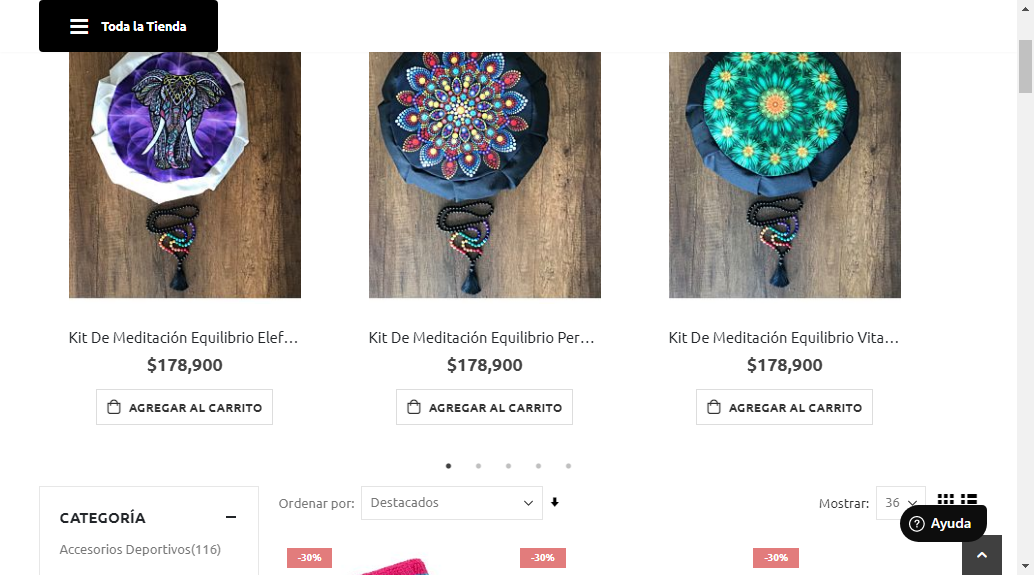 Toda la Tienda
Kit De Meditación Equilibrio Elef...
$178,900
AGREGAR AL CARRITO
Kit De Meditación Equilibrio Per...
$178,900
AGREGAR AL CARRITO
Kit De Meditación Equilibrio Vita...
$178,900
AGREGAR AL CARRITO
CATEGORÍA
Accesorios Deportivos(116)
Ordenar por: Destacados
Mostrar: 36
Ayuda
-30%
-30%
-30%